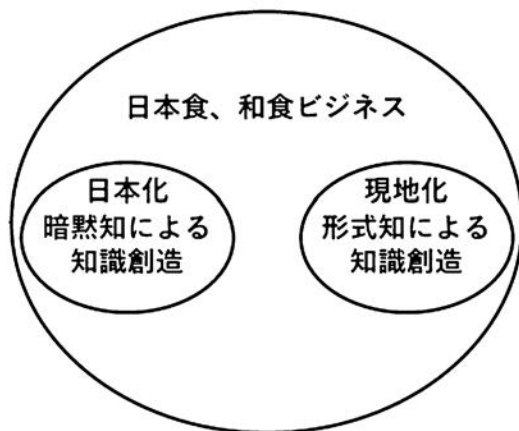 日本食、和食ビジネス
日本化
暗黙知による
知識創造
現地化
形式知による
知識創造